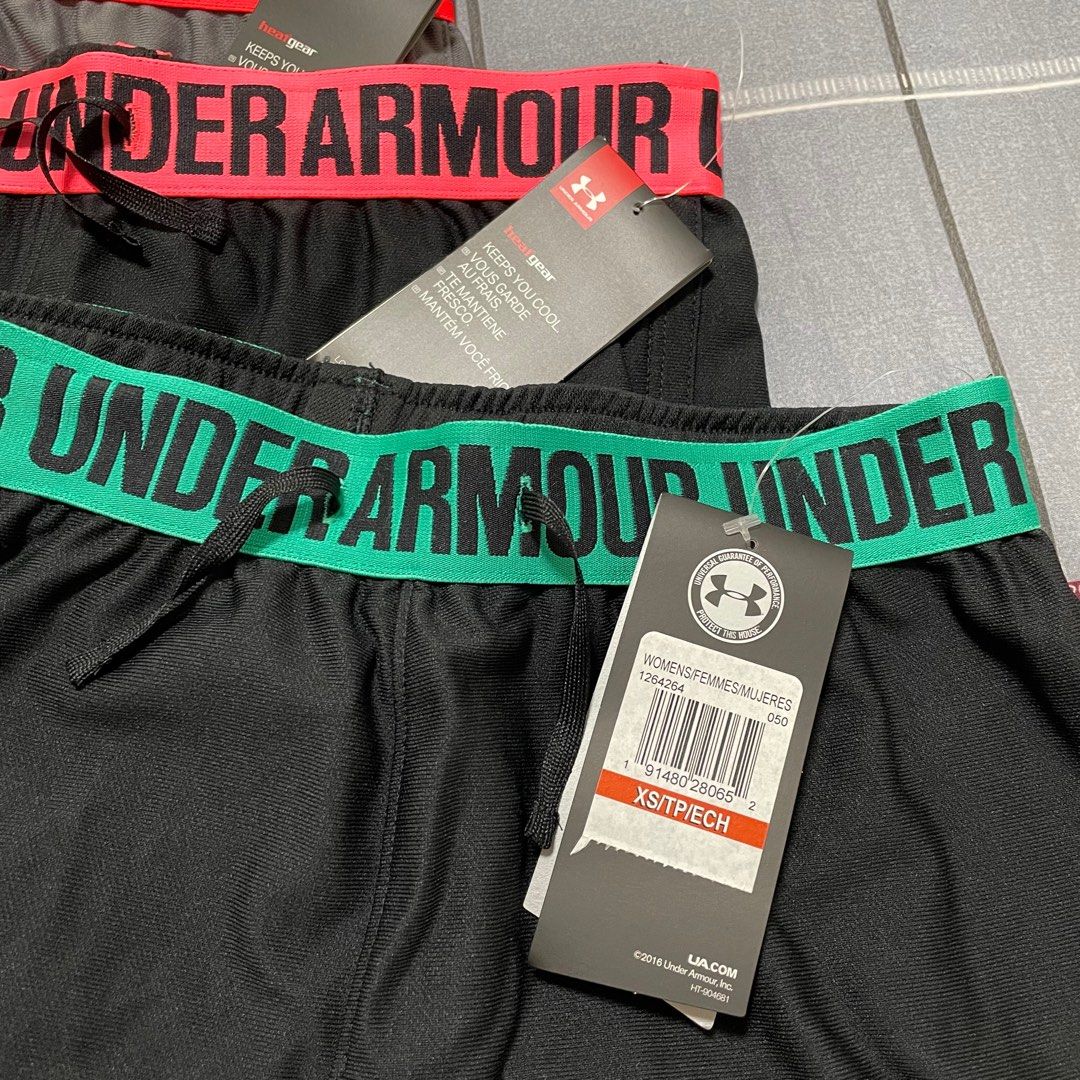 heatgear
KEEPS YOU
UNDER ARMOUR U
UNDER ARMOUR
heatgear
KEEPS YOU COOL
VOUS GARDE
AU FRAIS.
TE MANTIENE
FRESCO.
MANTÉM VOCÊ
UNDER ARMOUR UNDER
UNIVERSAL GUARANTEE OF PERFORMANCE.
PROTECT THIS HOUSE
WOMENS/FEMMES/MUJERES
1264264
050
1 91480 28065 2
XS/TP/ECH
UA.COM
©2016 Under Armour, Inc.
HT-904681